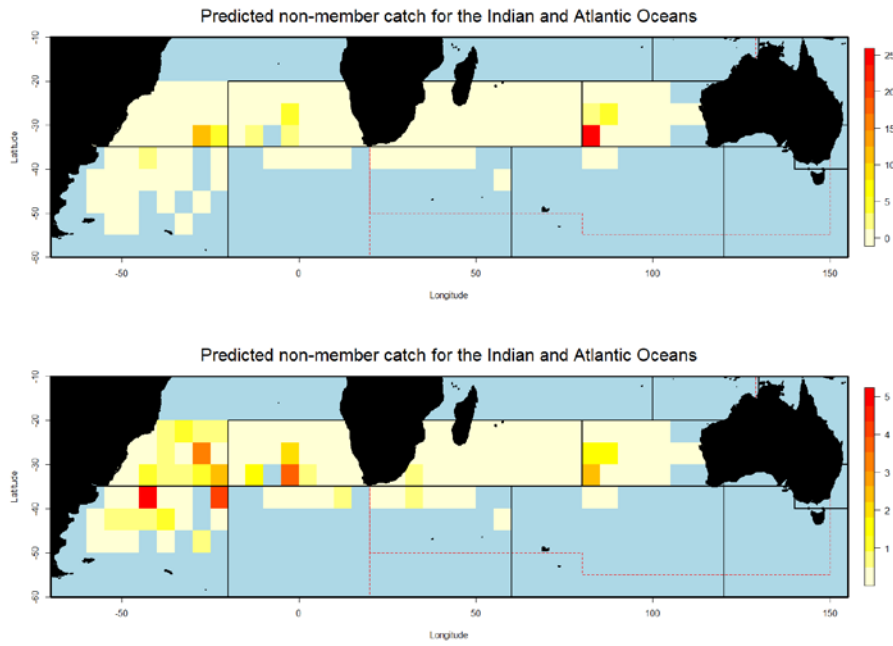 Predicted non-member catch for the Indian and Atlantic Oceans
-10
-20
-30
-40
-50
-60
Latitude
-50 0 50 100 150
Longitude
25
20
15
10
5
0
Predicted non-member catch for the Indian and Atlantic Oceans
-10
-20
-30
-40
-50
-60
Latitude
-50 0 50 100 150
Longitude
5
4
3
2
1